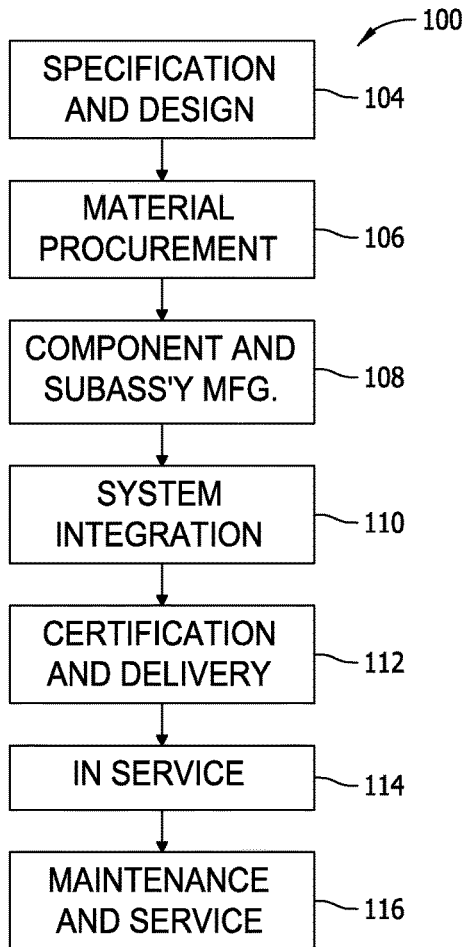 100
SPECIFICATION
AND DESIGN
104
MATERIAL
PROCUREMENT
106
COMPONENT AND
SUBASS'Y MFG.
108
SYSTEM
INTEGRATION
110
CERTIFICATION
AND DELIVERY
112
IN SERVICE
114
MAINTENANCE
AND SERVICE
116